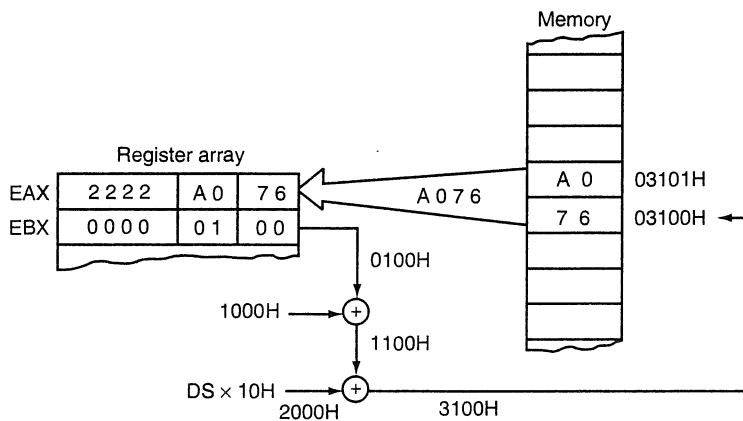 Memory
Register array
EAX 2222 A0 76
EBX 0000 01 00
A076
A0 03101H
76 03100H
0100H
1000H
+
1100H
DS × 10H
+
2000H
3100H